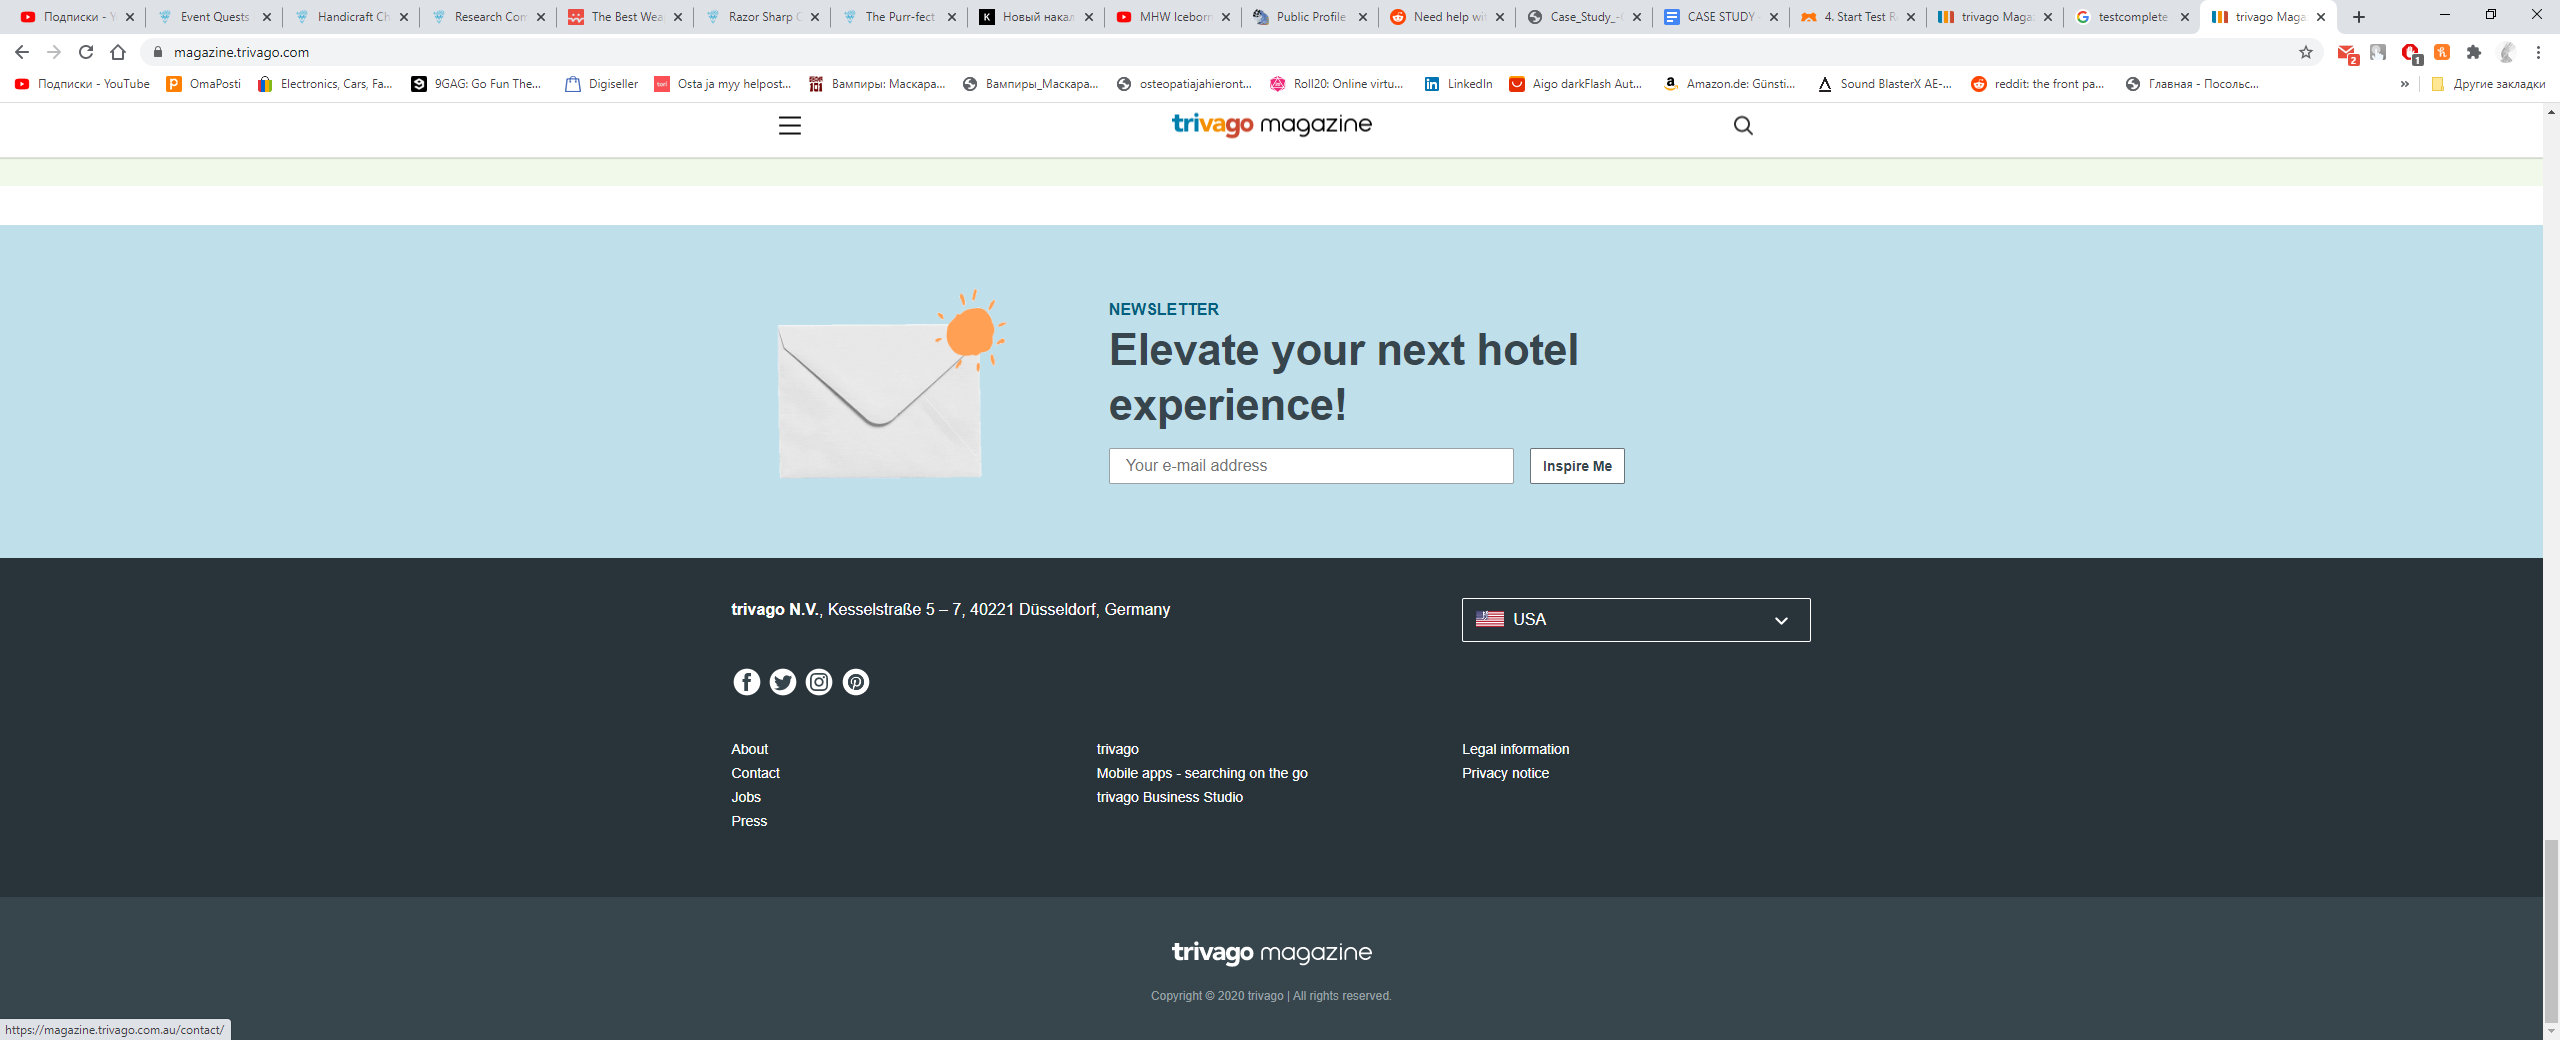 Подписки - Y
Event Quests
Handicraft Ch
Research Com
The Best Wea
Razor Sharp C
The Purr-fect
Новый накал
MHW Iceborn
Public Profile
Need help wit
Case_Study_-
CASE STUDY -
4. Start Test R
trivago Maga
testcomplete
trivago Maga
magazine.trivago.com
2
1
Подписки - YouTube
OmaPosti
Electronics, Cars, Fa...
9GAG: Go Fun The...
Digiseller
tori
Osta ja myy helpost...
Вампиры: Маскара...
Вампиры_Маскара...
osteopatiajahieront...
Roll20: Online virtu...
LinkedIn
Aigo darkFlash Aut...
Amazon.de: Günsti...
Sound BlasterX AE-...
reddit: the front pa...
Главная - Посольс...
»
Другие закладки
trivago magazine
NEWSLETTER
Elevate your next hotel
experience!
Your e-mail address
Inspire Me
trivago N.V., Kesselstraße 5 – 7, 40221 Düsseldorf, Germany
USA
About
Contact
Jobs
Press
trivago
Mobile apps - searching on the go
trivago Business Studio
Legal information
Privacy notice
trivago magazine
Copyright © 2020 trivago | All rights reserved.
https://magazine.trivago.com.au/contact/